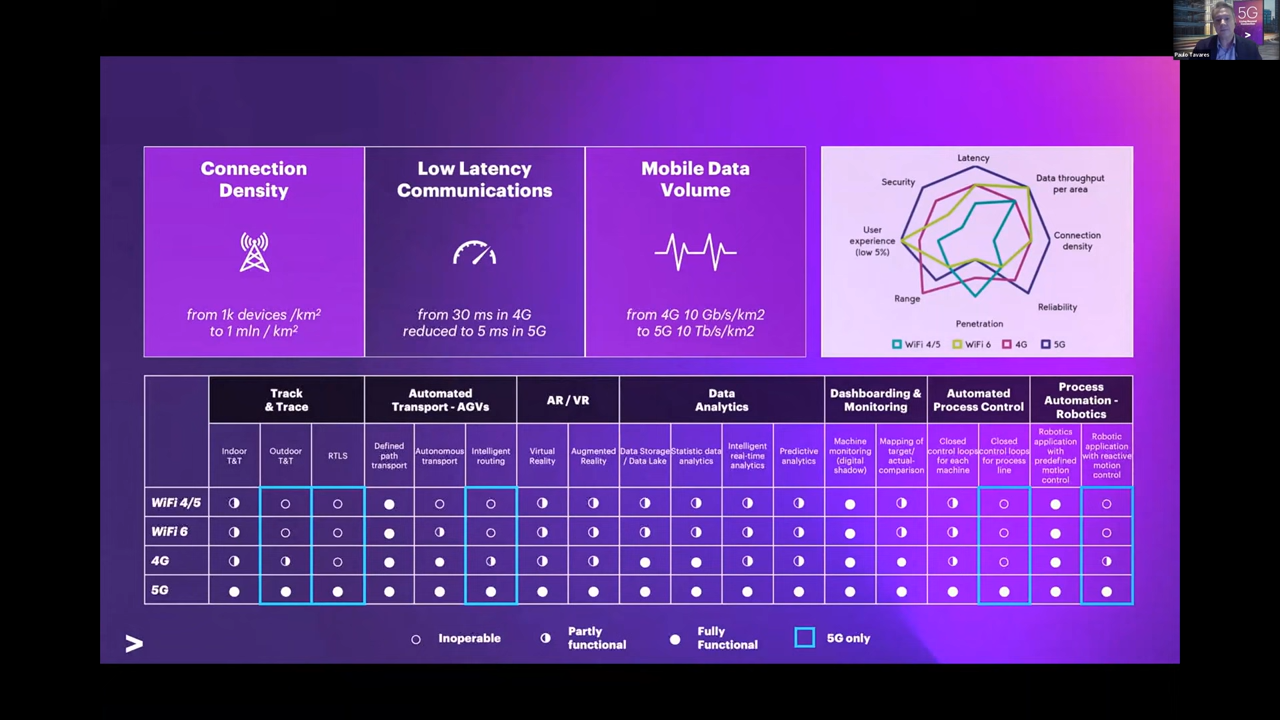 5G
Paulo Tavares
Connection
Density
from 1k devices /km²
to 1 mln / km²
Low Latency
Communications
from 30 ms in 4G
reduced to 5 ms in 5G
Mobile Data
Volume
from 4G 10 Gb/s/km2
to 5G 10 Tb/s/km2
Latency
Data throughput
per area
Security
User
experience
(low 5%)
Connection
density
Range
Reliability
Penetration
WiFi 4/5 WiFi 6 4G 5G
Track
& Trace
Automated
Transport - AGVs
AR / VR
Data
Analytics
Dashboarding &
Monitoring
Automated
Process Control
Process
Automation -
Robotics
Indoor
T&T
Outdoor
T&T
RTLS
Defined
path
transport
Autonomous
transport
Intelligent
routing
Virtual
Reality
Augmented
Reality
Data Storage
/ Data Lake
Statistic data
analytics
Intelligent
real-time
analytics
Predictive
analytics
Machine
monitoring
(digital
shadow)
Mapping of
target/
actual-
comparison
Closed
control loops
for each
machine
Closed
control loops
for process
line
Robotics
application
with
predefined
motion
control
Robotic
application
with reactive
motion
control
WiFi 4/5
WiFi 6
4G
5G
Inoperable
Partly
functional
Fully
Functional
5G only